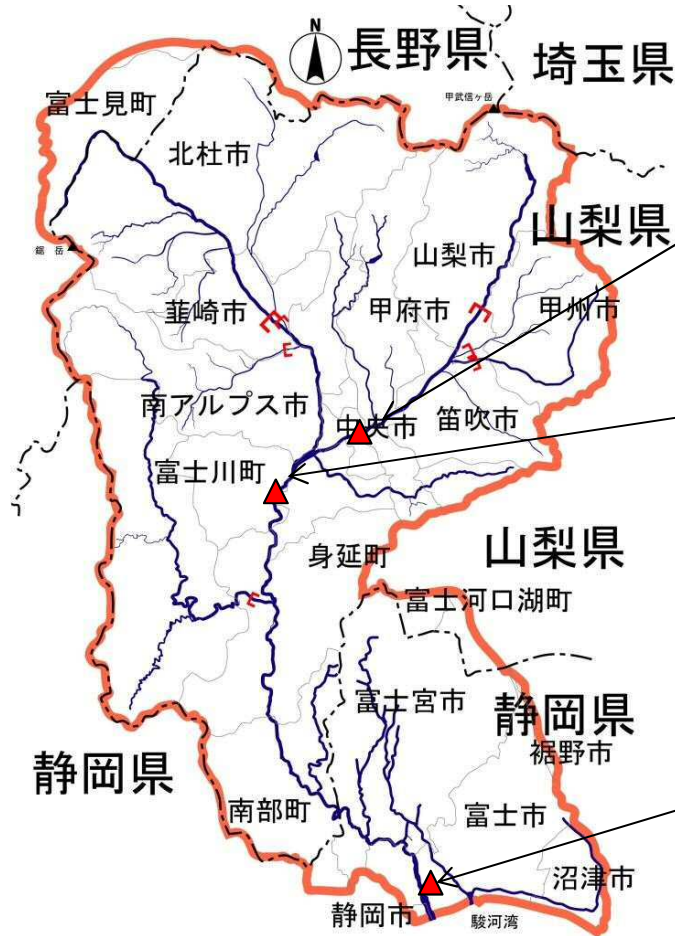 N
長野県
埼玉県
甲武信ヶ岳
富士見町
北杜市
山梨県
鋸岳
山梨市
韮崎市
甲府市
甲州市
南アルプス市
中央市
笛吹市
富士川町
身延町
山梨県
富士河口湖町
富士宮市
静岡県
裾野市
静岡県
南部町
富士市
沼津市
静岡市
駿河湾